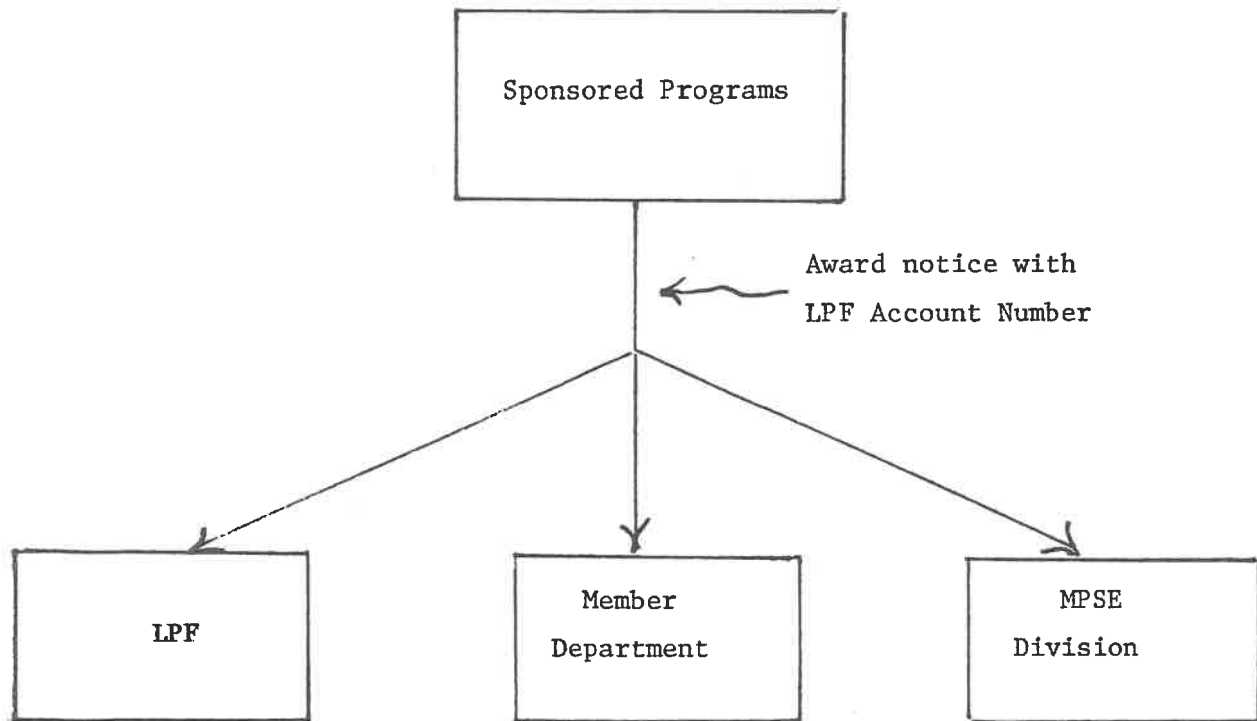 Sponsored Programs
Award notice with
LPF Account Number
LPF
Member
Department
MPSE
Division